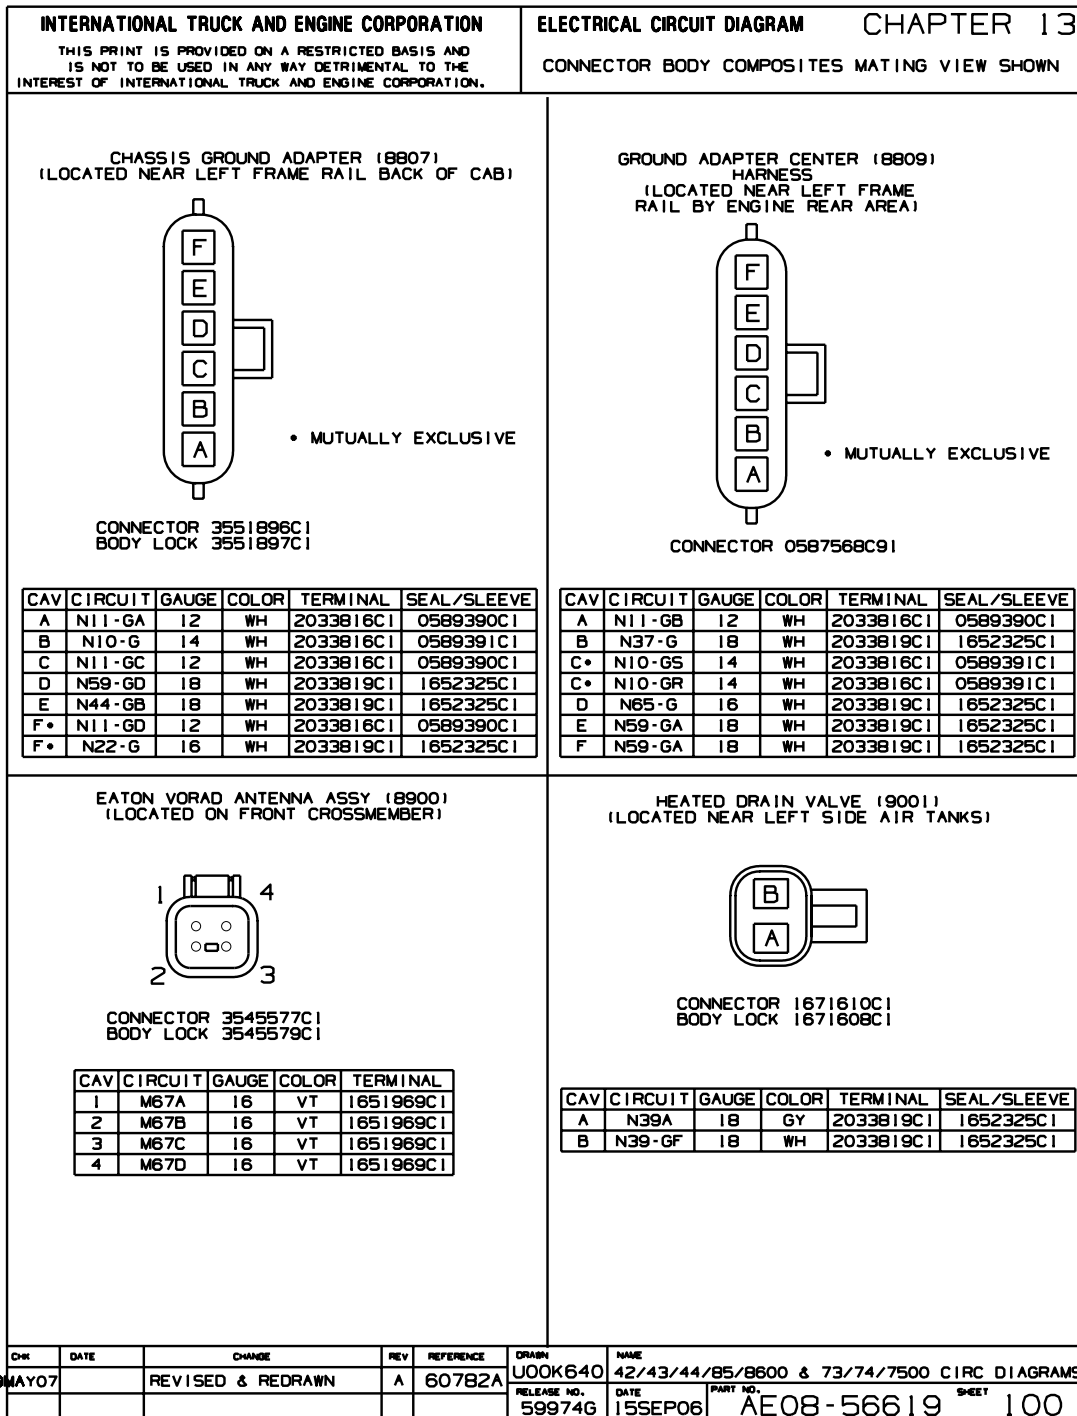 INTERNATIONAL TRUCK AND ENGINE CORPORATION
THIS PRINT IS PROVIDED ON A RESTRICTED BASIS AND
IS NOT TO BE USED IN ANY WAY DETRIMENTAL TO THE
INTEREST OF INTERNATIONAL TRUCK AND ENGINE CORPORATION.
ELECTRICAL CIRCUIT DIAGRAM CHAPTER 13
CONNECTOR BODY COMPOSITES MATING VIEW SHOWN
CHASSIS GROUND ADAPTER (8807)
(LOCATED NEAR LEFT FRAME RAIL BACK OF CAB)
F
E
D
C
B
A
• MUTUALLY EXCLUSIVE
CONNECTOR 3551896C1
BODY LOCK 3551897C1
CAV CIRCUIT GAUGE COLOR TERMINAL SEAL/SLEEVE
A N11-GA 12 WH 2033816C1 0589390C1
B N10-G 14 WH 2033816C1 0589391C1
C N11-GC 12 WH 2033816C1 0589390C1
D N59-GD 18 WH 2033819C1 1652325C1
E N44-GB 18 WH 2033819C1 1652325C1
F• N11-GD 12 WH 2033816C1 0589390C1
F• N22-G 16 WH 2033819C1 1652325C1
GROUND ADAPTER CENTER (8809)
HARNESS
(LOCATED NEAR LEFT FRAME
RAIL BY ENGINE REAR AREA)
F
E
D
C
B
A
• MUTUALLY EXCLUSIVE
CONNECTOR 0587568C91
CAV CIRCUIT GAUGE COLOR TERMINAL SEAL/SLEEVE
A N11-GB 12 WH 2033816C1 0589390C1
B N37-G 18 WH 2033819C1 1652325C1
C• N10-GS 14 WH 2033816C1 0589391C1
C• N10-GR 14 WH 2033816C1 0589391C1
D N65-G 16 WH 2033819C1 1652325C1
E N59-GA 18 WH 2033819C1 1652325C1
F N59-GA 18 WH 2033819C1 1652325C1
EATON VORAD ANTENNA ASSY (8900)
(LOCATED ON FRONT CROSSMEMBER)
1 4
2 3
CONNECTOR 3545577C1
BODY LOCK 3545579C1
CAV CIRCUIT GAUGE COLOR TERMINAL
1 M67A 16 VT 1651969C1
2 M67B 16 VT 1651969C1
3 M67C 16 VT 1651969C1
4 M67D 16 VT 1651969C1
HEATED DRAIN VALVE (9001)
(LOCATED NEAR LEFT SIDE AIR TANKS)
B
A
CONNECTOR 1671610C1
BODY LOCK 1671608C1
CAV CIRCUIT GAUGE COLOR TERMINAL SEAL/SLEEVE
A N39A 18 GY 2033819C1 1652325C1
B N39-GF 18 WH 2033819C1 1652325C1
CHK DATE CHANGE REV REFERENCE
MAY07 REVISED & REDRAWN A 60782A
DRAWN
U00K640
NAME
42/43/44/85/8600 & 73/74/7500 CIRC DIAGRAMS
RELEASE NO.
59974G
DATE
15SEP06
PART NO.
AE08-56619
SHEET
100